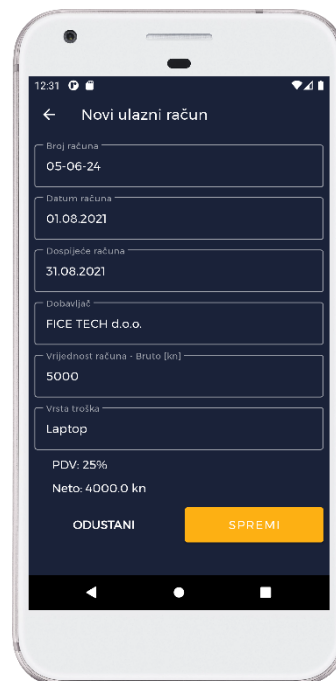 12:31
Novi ulazni račun
Broj računa
05-06-24
Datum računa
01.08.2021
Dospijeće računa
31.08.2021
Dobavljač
FICE TECH d.o.o.
Vrijednost računa - Bruto [kn]
5000
Vrsta troška
Laptop
PDV: 25%
Neto: 4000.0 kn
ODUSTANI SPREMI